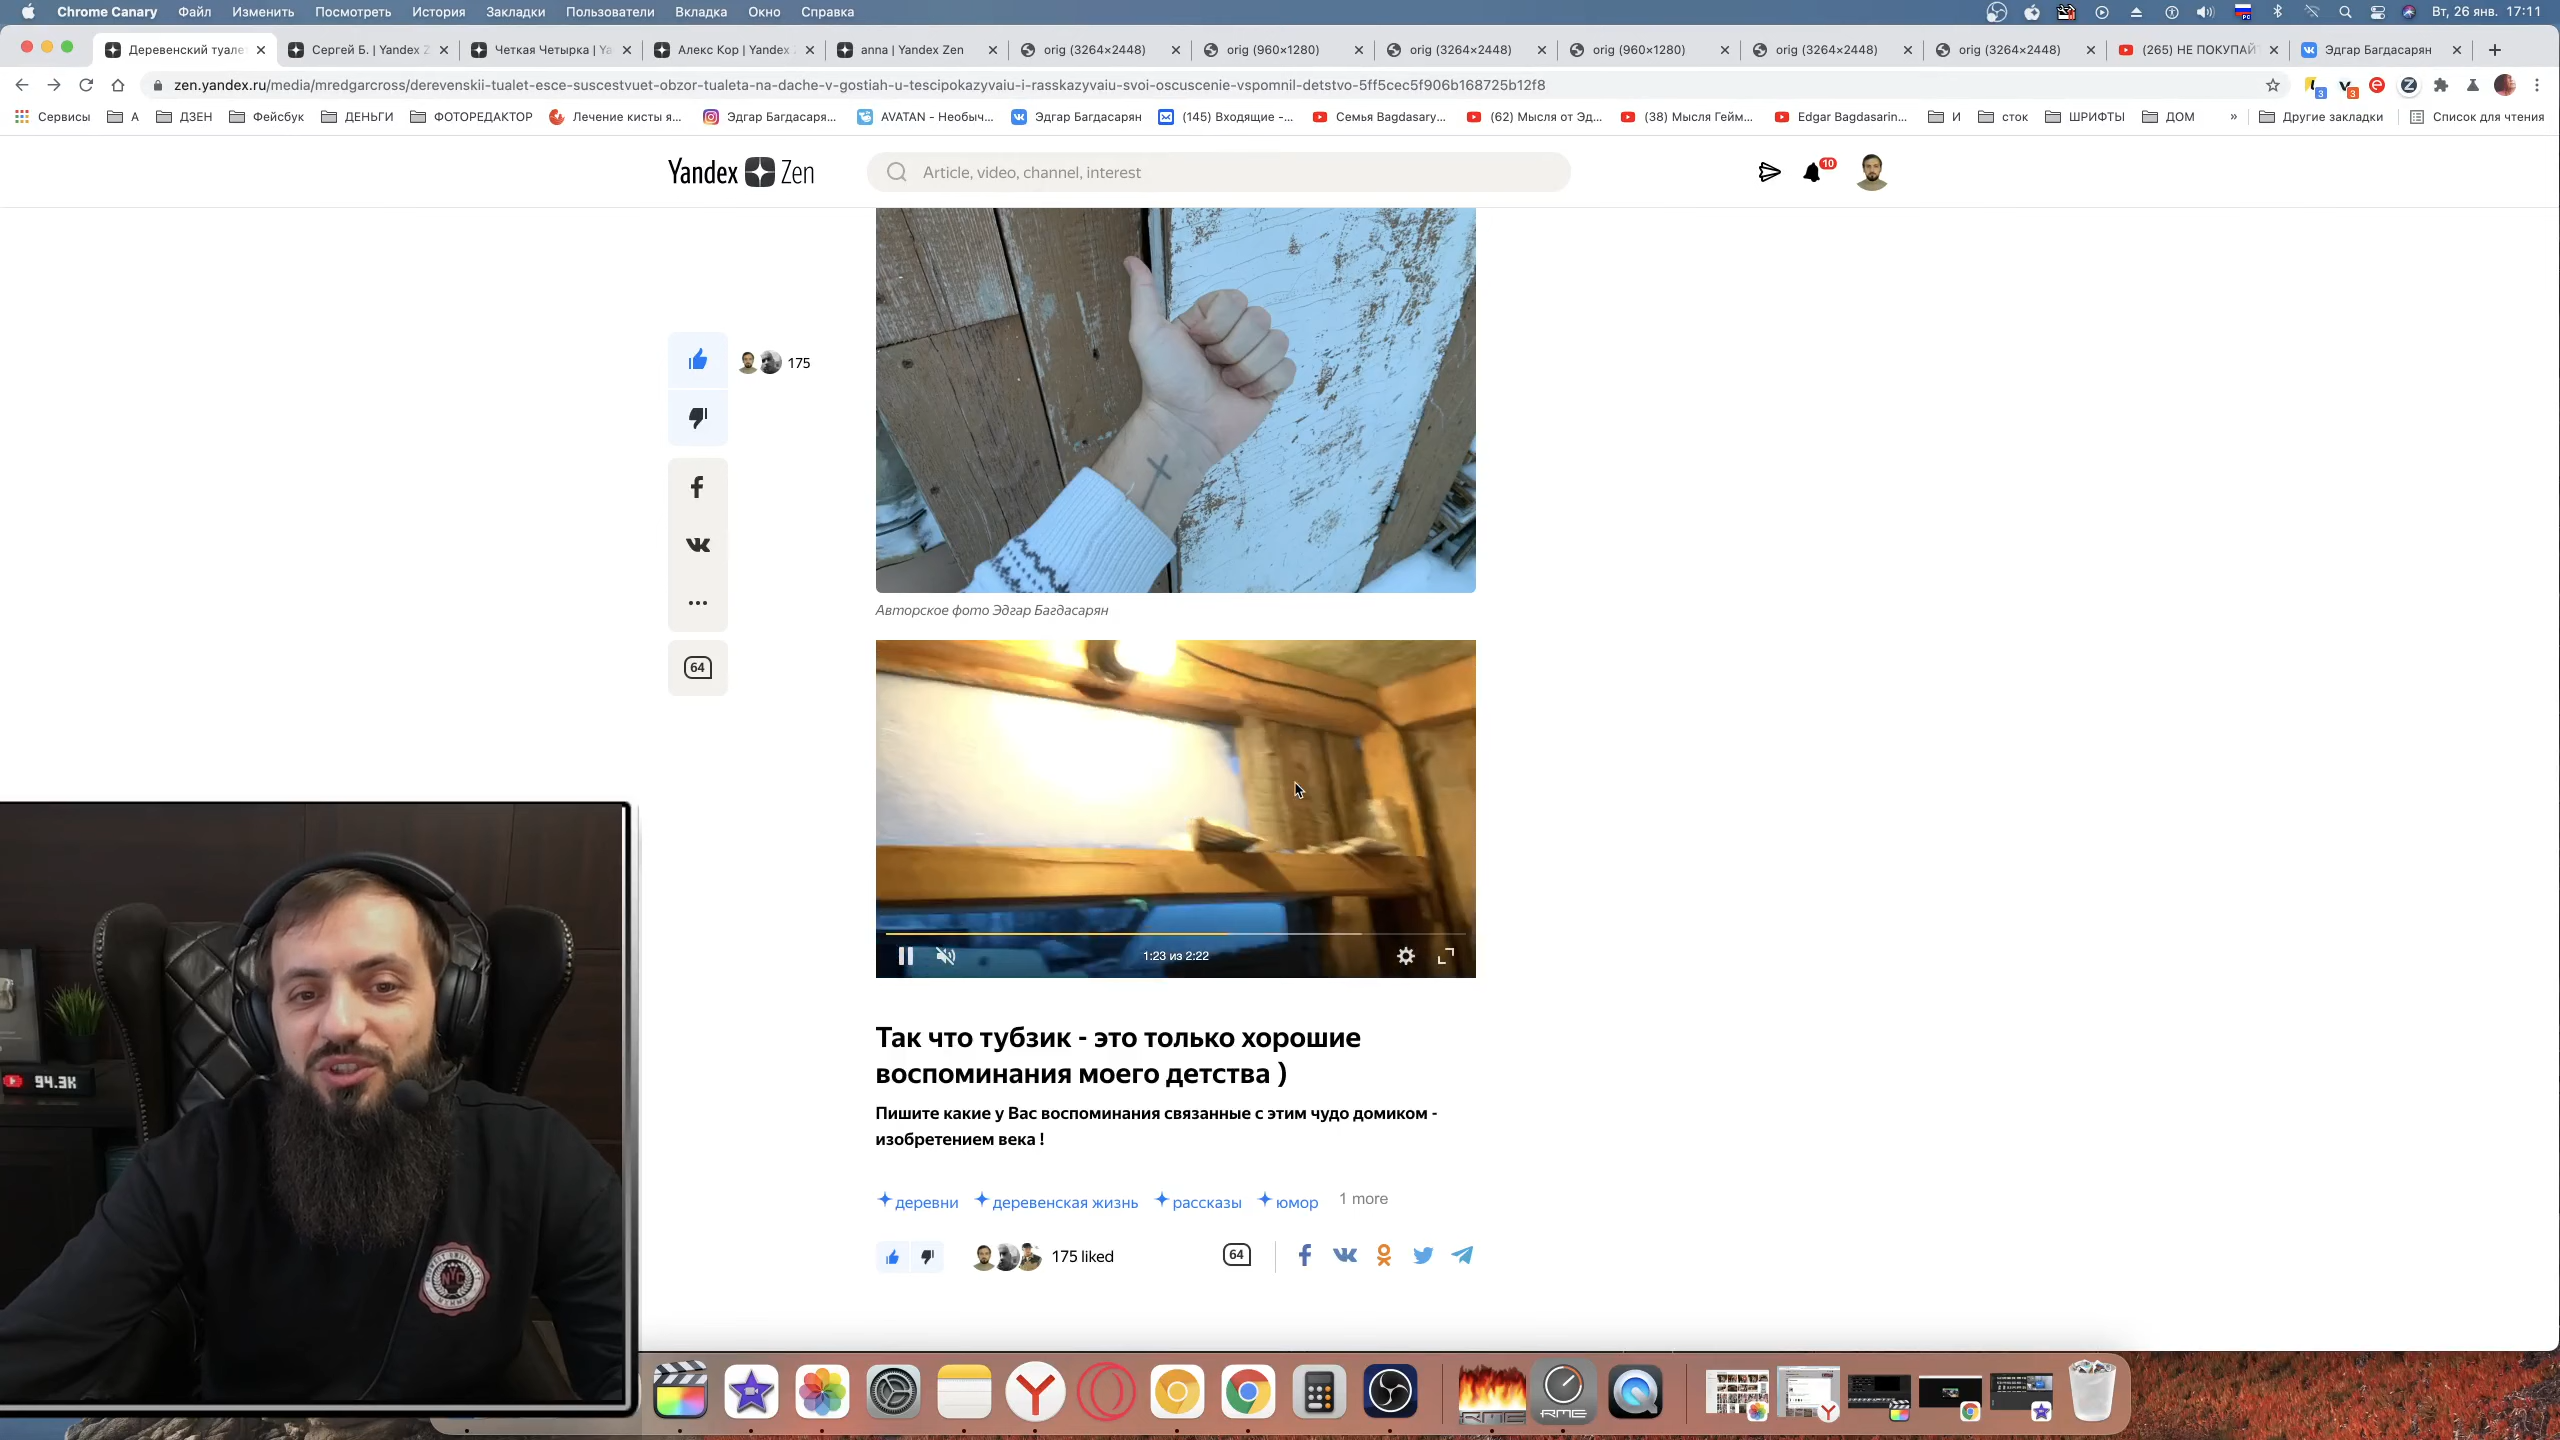 Chrome Canary Файл Изменить Посмотреть История Закладки Пользователи Вкладка Окно Справка Вт, 26 янв. 17:11
Деревенский туале Сергей Б. | Yandex Z Четкая Четырка | Ya Алекс Кор | Yandex anna | Yandex Zen orig (3264×2448) orig (960×1280) orig (3264×2448) orig (960×1280) orig (3264×2448) orig (3264×2448) (265) НЕ ПОКУПАЙТ Эдгар Багдасарян
zen.yandex.ru/media/mredgarcross/derevenskii-tualet-esce-suscestvuet-obzor-tualeta-na-dache-v-gostiah-u-tescipokazyvaiu-i-rasskazyvaiu-svoi-oscuscenie-vspomnil-detstvo-5ff5cec5f906b168725b12f8
Сервисы А ДЗЕН Фейсбук ДЕНЬГИ ФОТОРЕДАКТОР Лечение кисты я... Эдгар Багдасаря... AVATAN - Необыч... Эдгар Багдасарян (145) Входящие -... Семья Bagdasary... (62) Мысля от Эд... (38) Мысля Гейм... Edgar Bagdasarin... И сток ШРИФТЫ ДОМ » Другие закладки Список для чтения
Yandex Zen Article, video, channel, interest 10
175
64
Авторское фото Эдгар Багдасарян
1:23 из 2:22
Так что тубзик - это только хорошие
воспоминания моего детства )
Пишите какие у Вас воспоминания связанные с этим чудо домиком -
изобретением века !
деревни деревенская жизнь рассказы юмор 1 more
175 liked 64
94.3K
NYC
RME RME